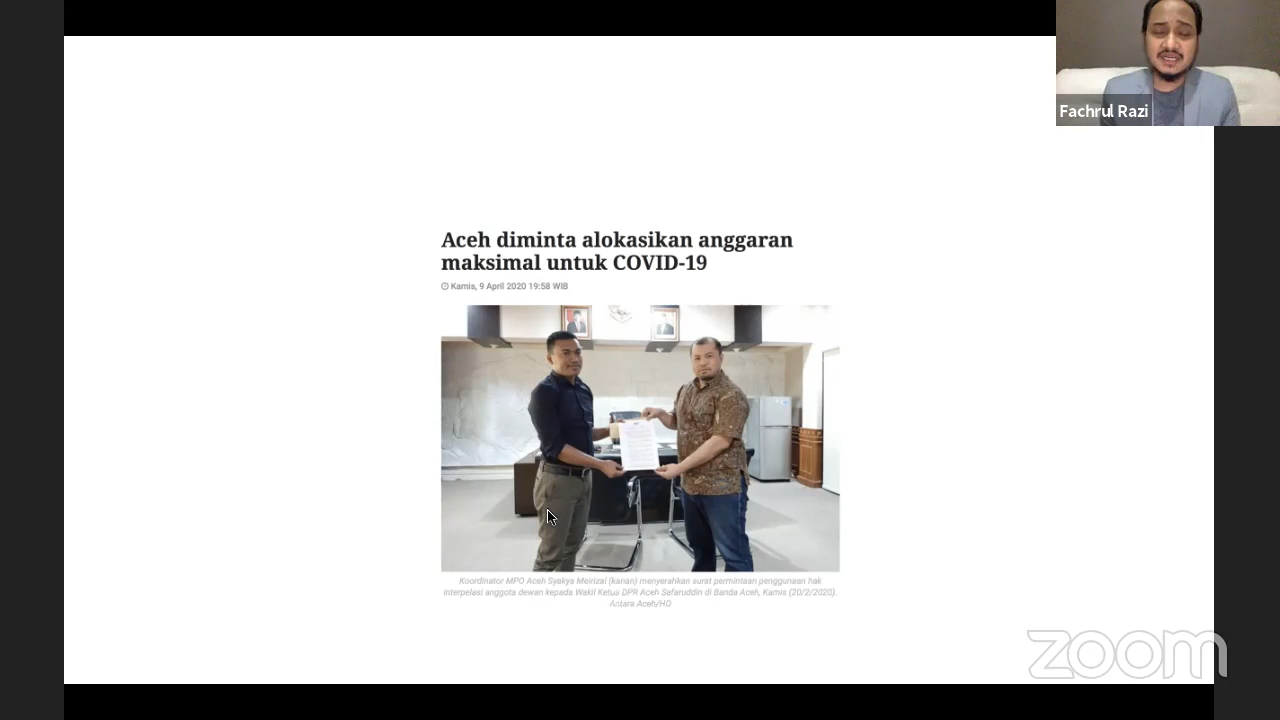 Fachrul Razi
Aceh diminta alokasikan anggaran
maksimal untuk COVID-19
Kamis, 9 April 2020 19:58 WIB
Koordinator MPO Aceh Syakya Meirizal (kanan) menyerahkan surat permintaan penggunaan hak
interpelasi anggota dewan kepada Wakil Ketua DPR Aceh Safaruddin di Banda Aceh, Kamis (20/2/2020).
Antara Aceh/HO
zoom